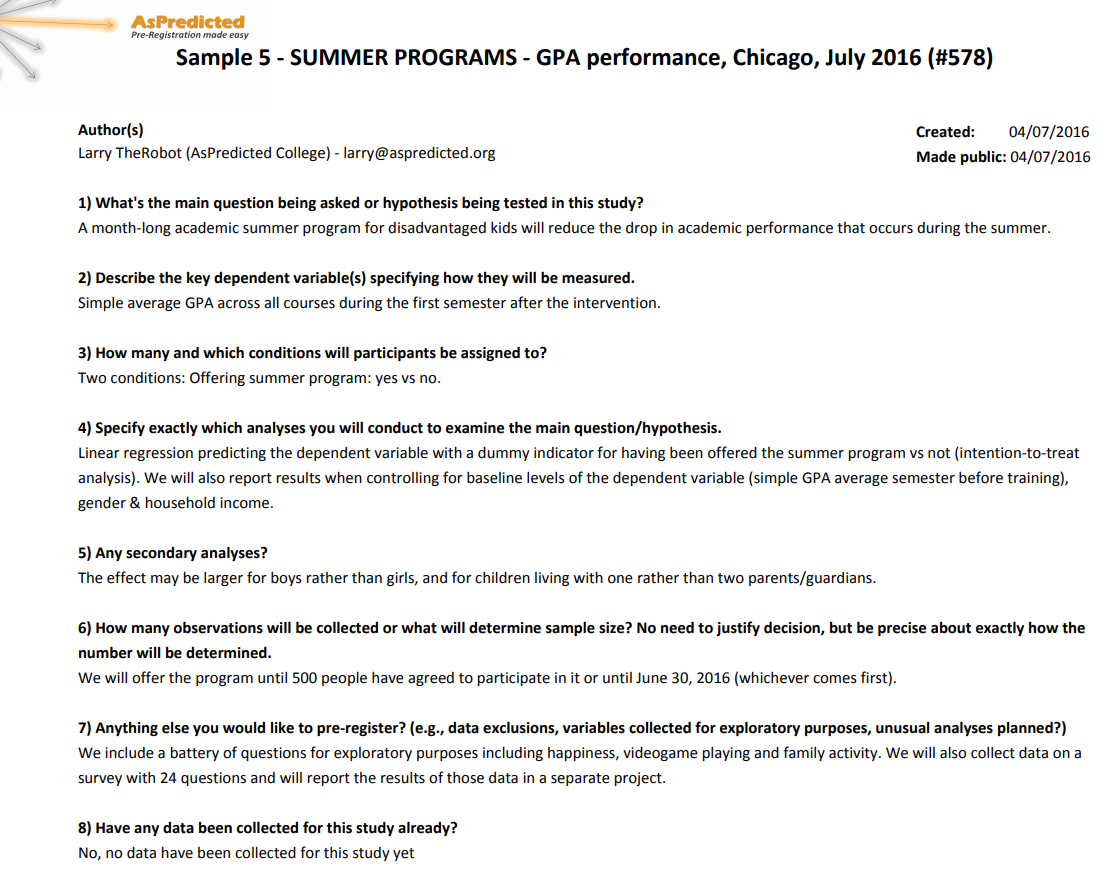 AsPredicted
Pre-Registration made easy
Sample 5 - SUMMER PROGRAMS - GPA performance, Chicago, July 2016 (#578)
Author(s)
Larry TheRobot (AsPredicted College) - larry@aspredicted.org
Created: 04/07/2016
Made public: 04/07/2016
1) What's the main question being asked or hypothesis being tested in this study?
A month-long academic summer program for disadvantaged kids will reduce the drop in academic performance that occurs during the summer.
2) Describe the key dependent variable(s) specifying how they will be measured.
Simple average GPA across all courses during the first semester after the intervention.
3) How many and which conditions will participants be assigned to?
Two conditions: Offering summer program: yes vs no.
4) Specify exactly which analyses you will conduct to examine the main question/hypothesis.
Linear regression predicting the dependent variable with a dummy indicator for having been offered the summer program vs not (intention-to-treat
analysis). We will also report results when controlling for baseline levels of the dependent variable (simple GPA average semester before training),
gender & household income.
5) Any secondary analyses?
The effect may be larger for boys rather than girls, and for children living with one rather than two parents/guardians.
6) How many observations will be collected or what will determine sample size? No need to justify decision, but be precise about exactly how the
number will be determined.
We will offer the program until 500 people have agreed to participate in it or until June 30, 2016 (whichever comes first).
7) Anything else you would like to pre-register? (e.g., data exclusions, variables collected for exploratory purposes, unusual analyses planned?)
We include a battery of questions for exploratory purposes including happiness, videogame playing and family activity. We will also collect data on a
survey with 24 questions and will report the results of those data in a separate project.
8) Have any data been collected for this study already?
No, no data have been collected for this study yet